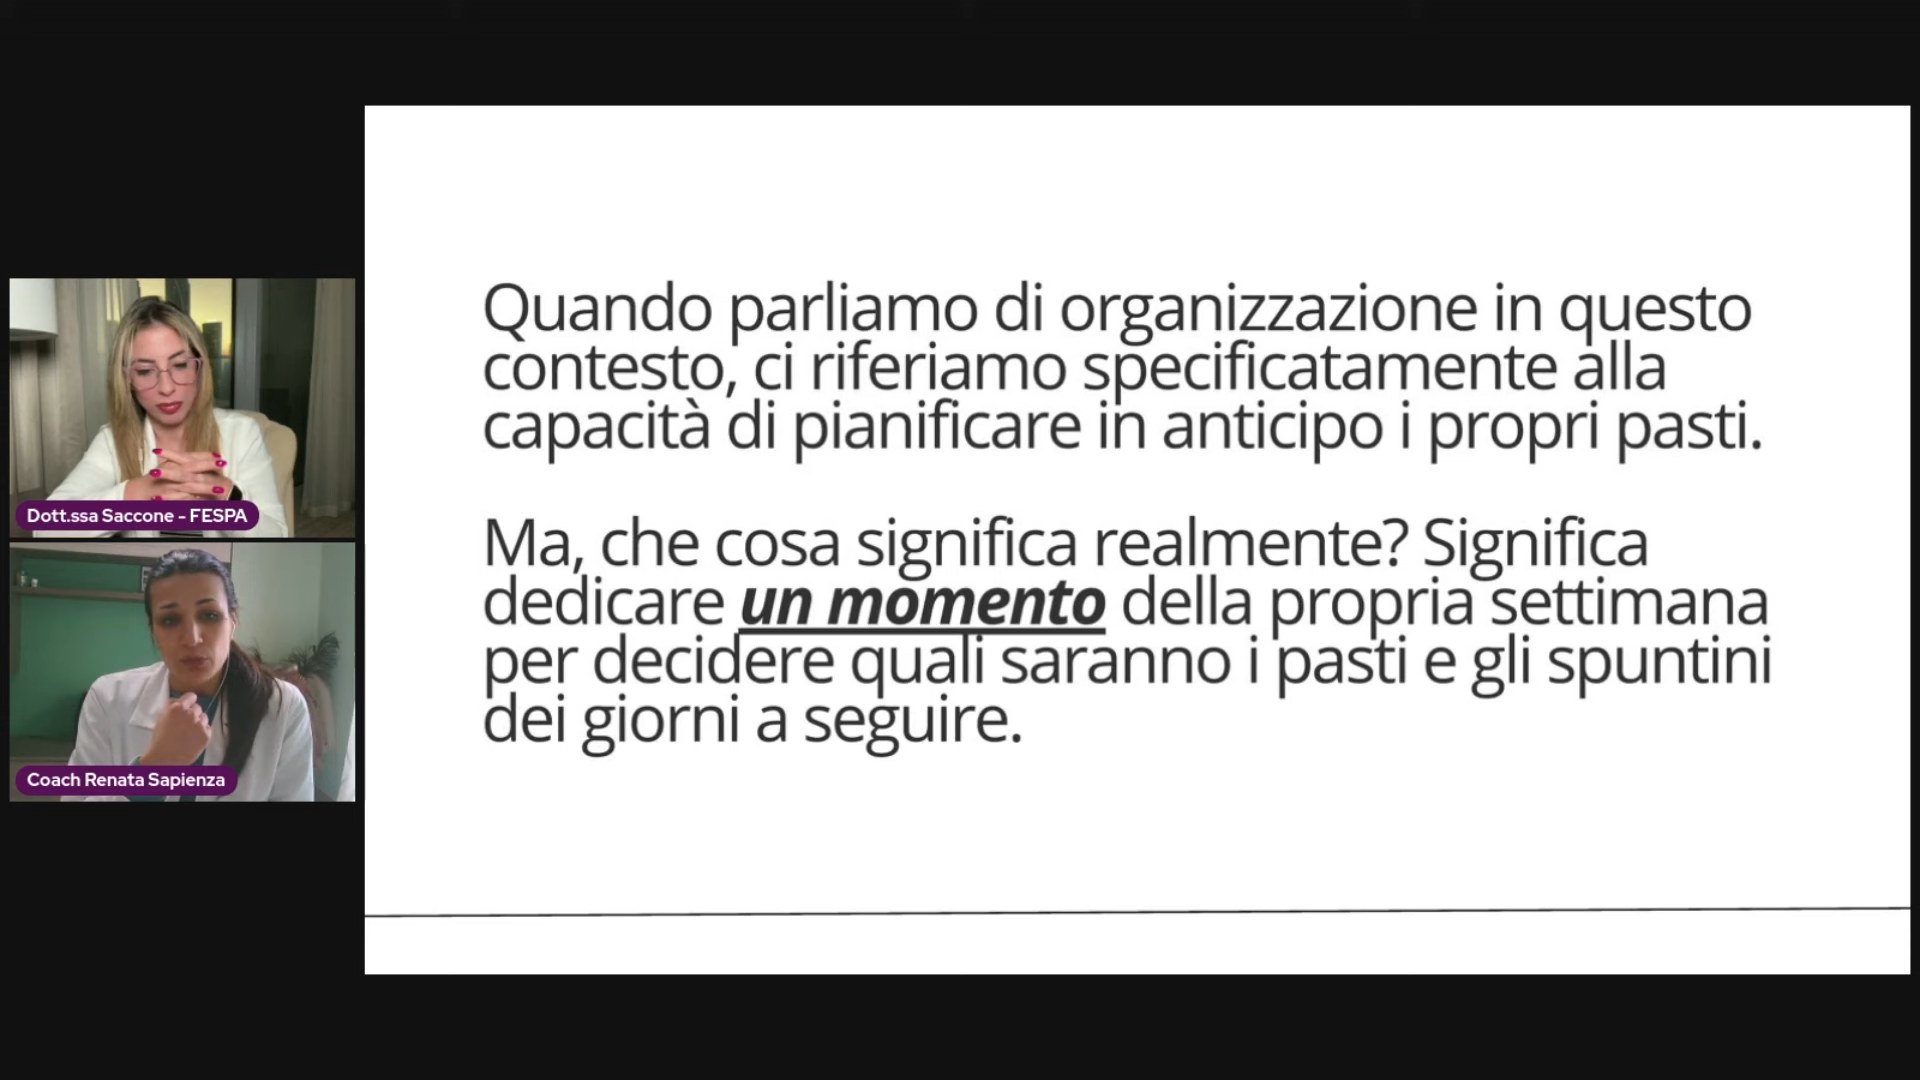 Quando parliamo di organizzazione in questo
contesto, ci riferiamo specificatamente alla
capacità di pianificare in anticipo i propri pasti.
Ma, che cosa significa realmente? Significa
dedicare un momento della propria settimana
per decidere quali saranno i pasti e gli spuntini
dei giorni a seguire.
Dott.ssa Saccone - FESPA
Coach Renata Sapienza